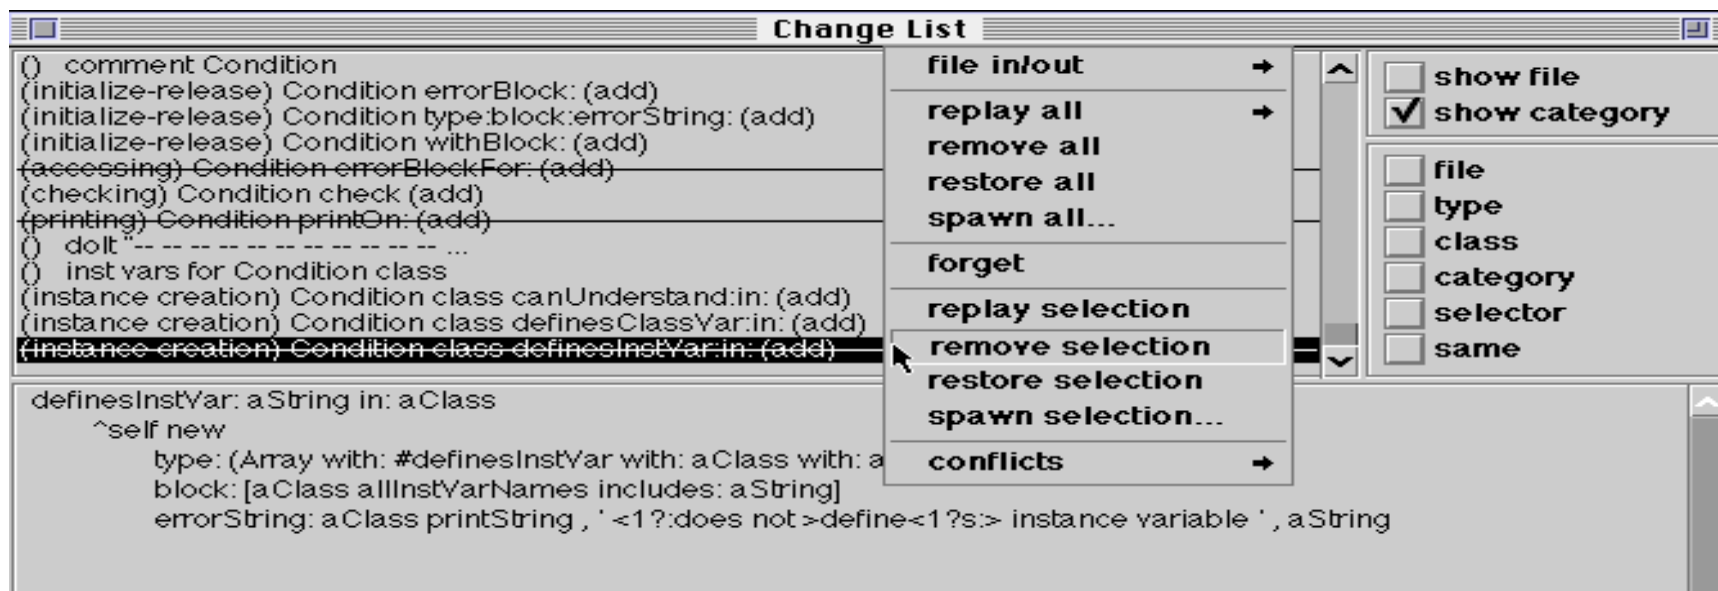 Change List
() comment Condition
(initialize-release) Condition errorBlock: (add)
(initialize-release) Condition type:block:errorString: (add)
(initialize-release) Condition withBlock: (add)
(accessing) Condition errorBlockFor: (add)
(checking) Condition check (add)
(printing) Condition printOn: (add)
() doIt "-- -- -- -- -- -- -- -- -- -- -- ...
() inst vars for Condition class
(instance creation) Condition class canUnderstand:in: (add)
(instance creation) Condition class definesClassVar:in: (add)
(instance creation) Condition class definesInstVar:in: (add)
file in/out
replay all
remove all
restore all
spawn all...
forget
replay selection
remove selection
restore selection
spawn selection...
conflicts
show file
show category
file
type
class
category
selector
same
definesInstVar: aString in: aClass
^self new
type: (Array with: #definesInstVar with: aClass with: a
block: [aClass allInstVarNames includes: aString]
errorString: aClass printString , ' <1?:does not >define<1?s:> instance variable ' , aString